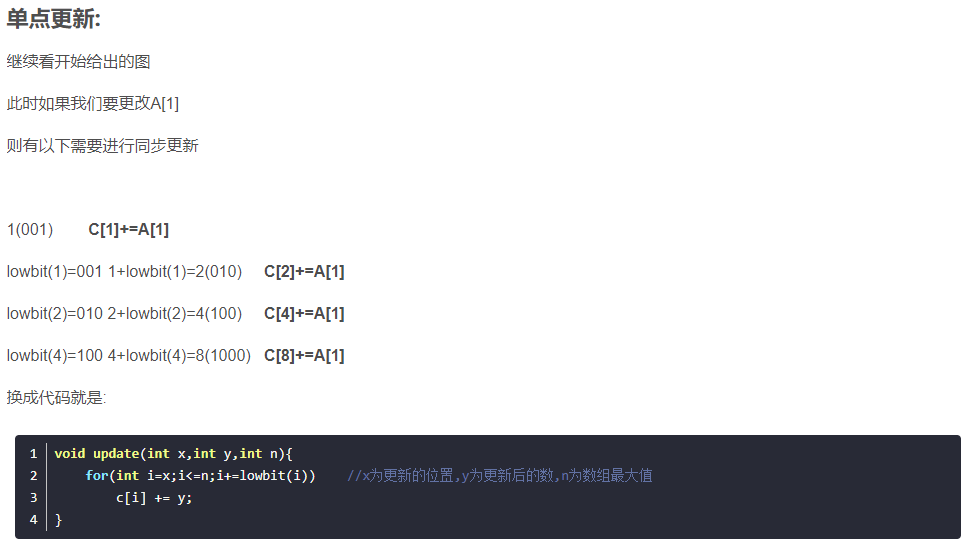 单点更新:
继续看开始给出的图
此时如果我们要更改A[1]
则有以下需要进行同步更新
1(001) C[1]+=A[1]
lowbit(1)=001 1+lowbit(1)=2(010) C[2]+=A[1]
lowbit(2)=010 2+lowbit(2)=4(100) C[4]+=A[1]
lowbit(4)=100 4+lowbit(4)=8(1000) C[8]+=A[1]
换成代码就是:
1 void update(int x,int y,int n){
2 for(int i=x;i<=n;i+=lowbit(i)) //x为更新的位置,y为更新后的数,n为数组最大值
3 c[i] += y;
4 }